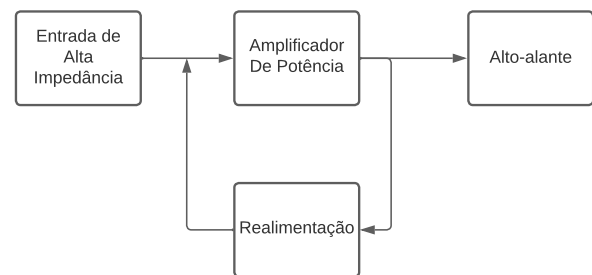 Entrada de
Alta
Impedância
Amplificador
De Potência
Alto-alante
Realimentação